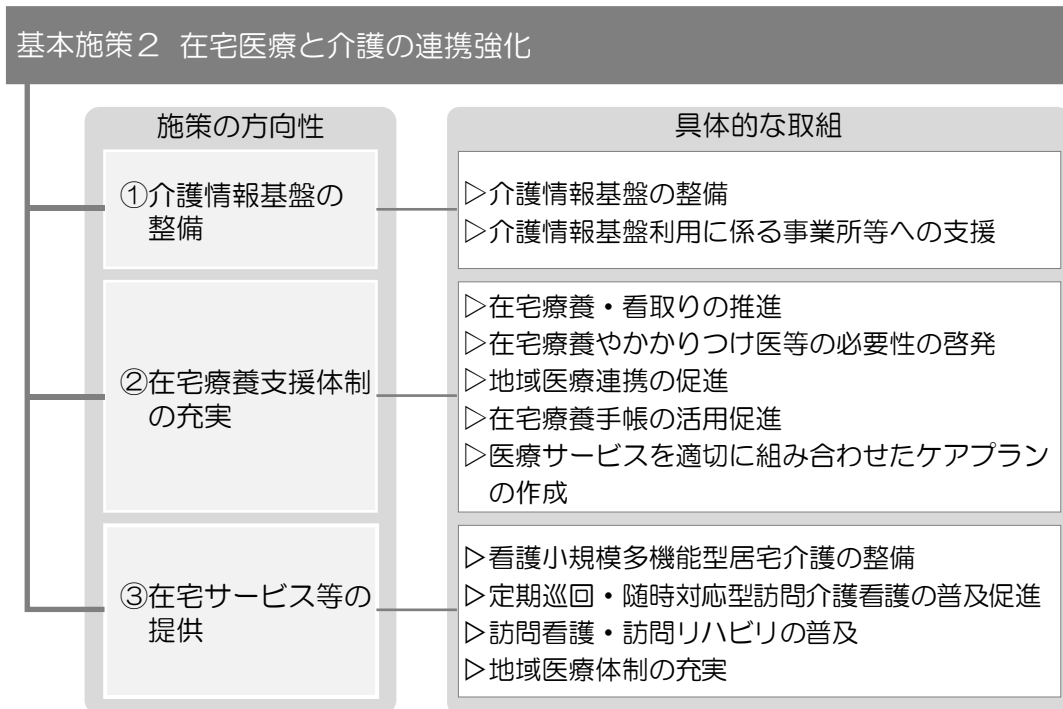 基本施策２ 在宅医療と介護の連携強化
施策の方向性
具体的な取組
①介護情報基盤の
整備
▷介護情報基盤の整備
▷介護情報基盤利用に係る事業所等への支援
②在宅療養支援体制
の充実
▷在宅療養・看取りの推進
▷在宅療養やかかりつけ医等の必要性の啓発
▷地域医療連携の促進
▷在宅療養手帳の活用促進
▷医療サービスを適切に組み合わせたケアプラン
の作成
③在宅サービス等の
提供
▷看護小規模多機能型居宅介護の整備
▷定期巡回・随時対応型訪問介護看護の普及促進
▷訪問看護・訪問リハビリの普及
▷地域医療体制の充実